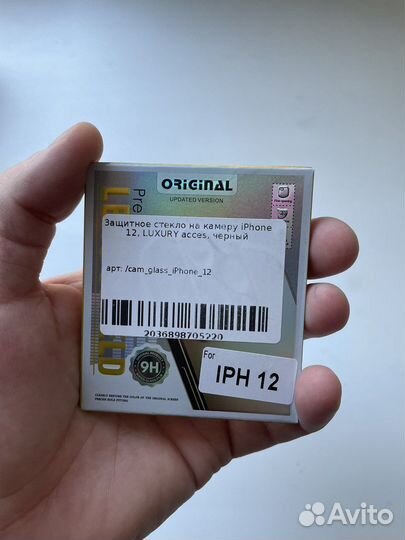 ORIGINAL
UPDATED VERSION
Pre
Защитное стекло на камеру iPhone
12, LUXURY acces, черный
арт: /cam_glass_iPhone_12
2036898705220
9H
For
IPH 12
Avito